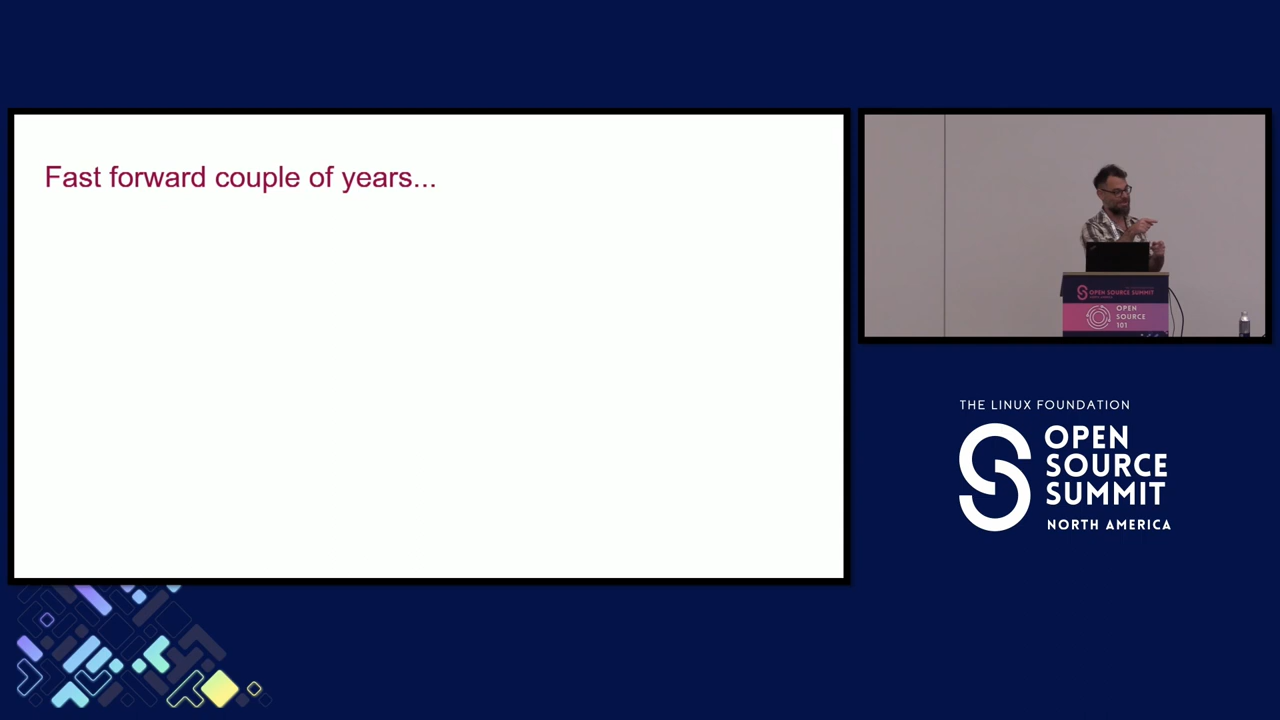 Fast forward couple of years...
OPEN SOURCE SUMMIT
OPEN
SOURCE
101
THE LINUX FOUNDATION
OPEN
SOURCE
SUMMIT
NORTH AMERICA